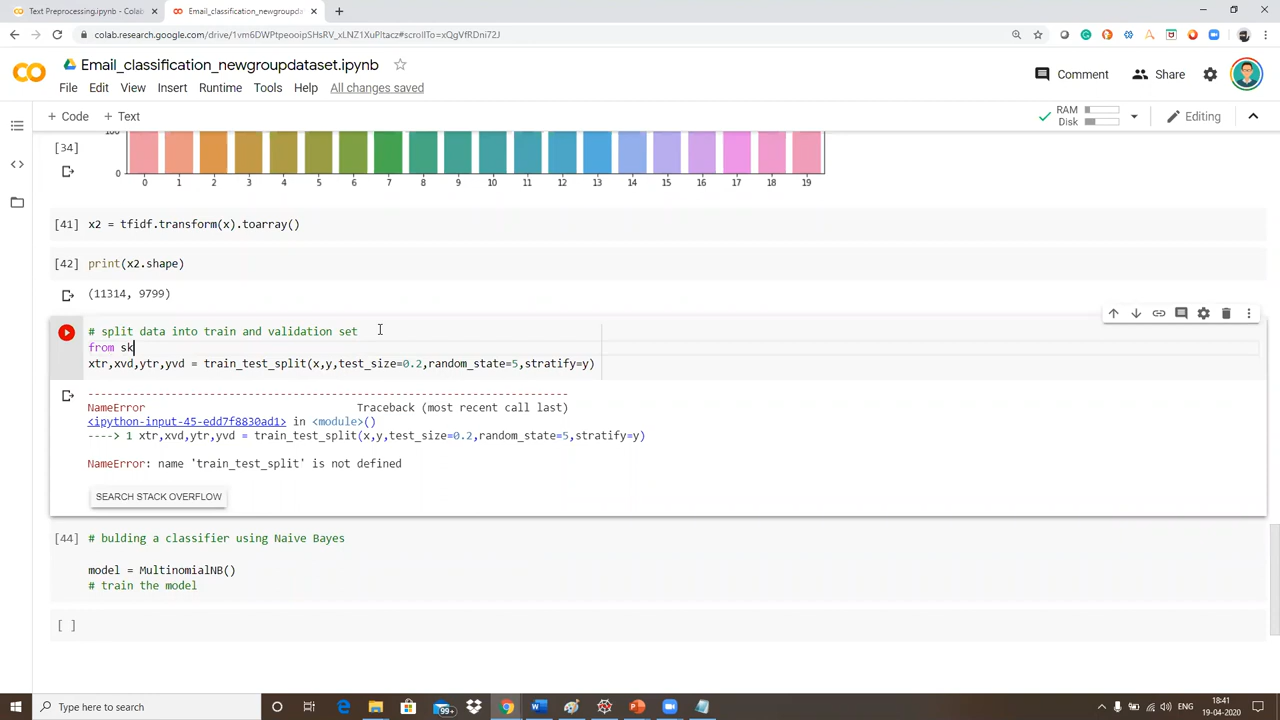 Text Preprocessing.ipynb - Colab
Email_classification_newgroupd
colab.research.google.com/drive/1vm6DWPtpeooipSHsRV_xLNZ1XuPltacz#scrollTo=xQgVfRDni72J
Email_classification_newgroupdataset.ipynb
Comment
Share
File Edit View Insert Runtime Tools Help All changes saved
+ Code + Text
RAM
Disk
Editing
100
[34]
0
0 1 2 3 4 5 6 7 8 9 10 11 12 13 14 15 16 17 18 19
[41] x2 = tfidf.transform(x).toarray()
[42] print(x2.shape)
(11314, 9799)
# split data into train and validation set
from sk
xtr,xvd,ytr,yvd = train_test_split(x,y,test_size=0.2,random_state=5,stratify=y)
---------------------------------------------------------------------------
NameError Traceback (most recent call last)
<ipython-input-45-edd7f8830ad1> in <module>()
----> 1 xtr,xvd,ytr,yvd = train_test_split(x,y,test_size=0.2,random_state=5,stratify=y)
NameError: name 'train_test_split' is not defined
SEARCH STACK OVERFLOW
[44] # bulding a classifier using Naive Bayes
model = MultinomialNB()
# train the model
[ ]
Type here to search
99+
ENG
18:41
19-04-2020